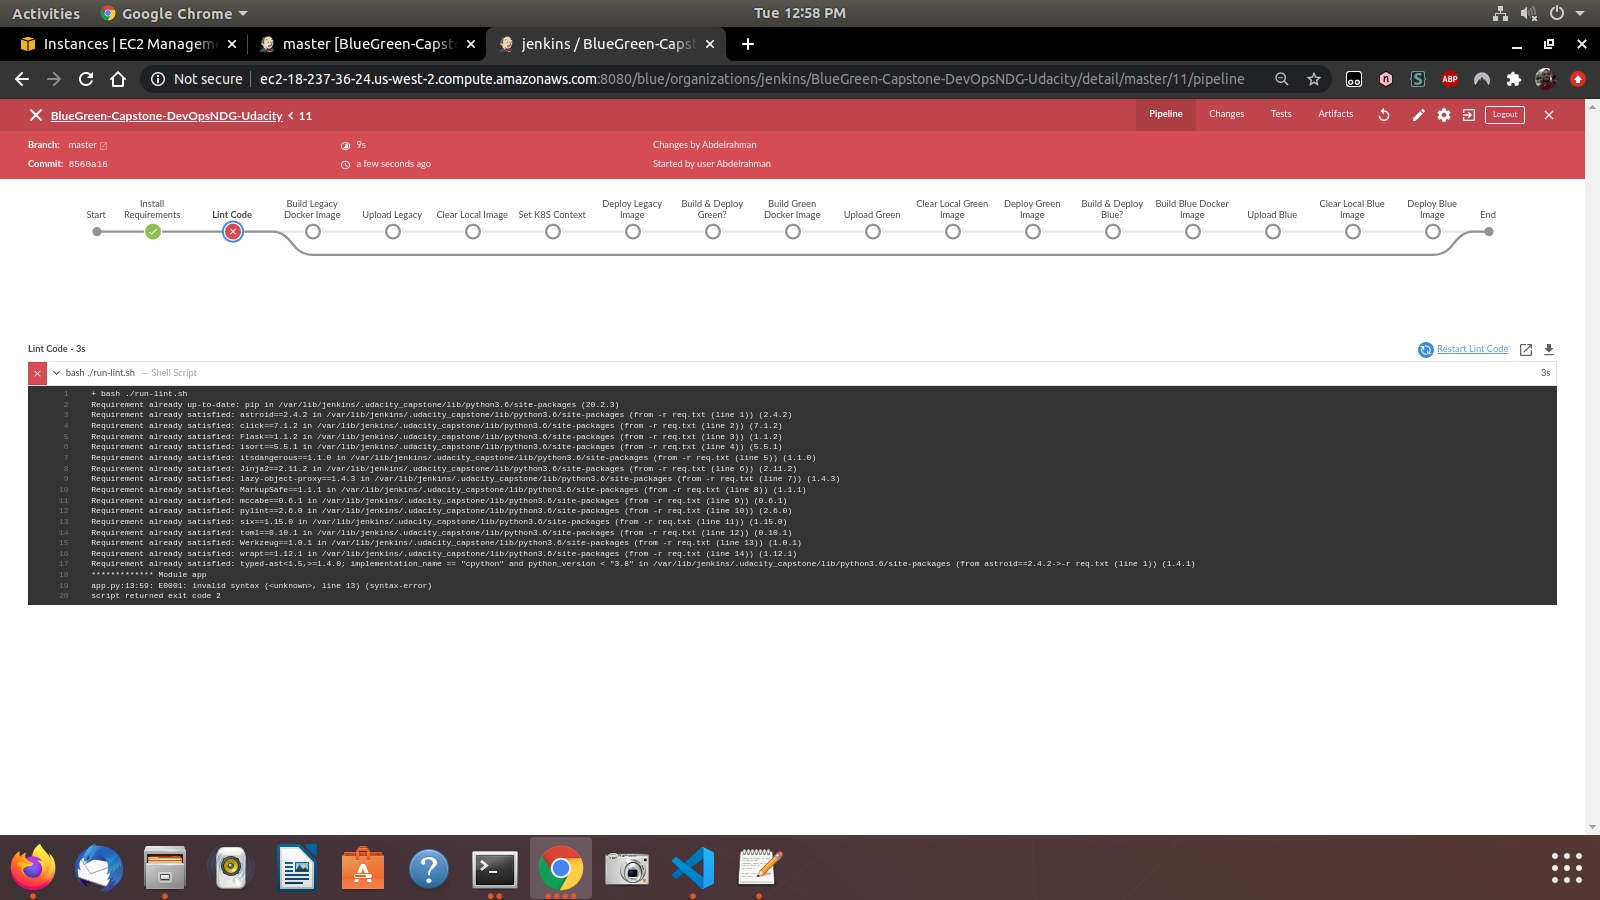 Activities
Google Chrome
Tue 12:58 PM
Instances | EC2 Managem
master [BlueGreen-Capst
jenkins / BlueGreen-Caps
Not secure
ec2-18-237-36-24.us-west-2.compute.amazonaws.com:8080/blue/organizations/jenkins/BlueGreen-Capstone-DevOpsNDG-Udacity/detail/master/11/pipeline
ABP
BlueGreen-Capstone-DevOpsNDG-Udacity < 11
Pipeline
Changes
Tests
Artifacts
Logout
Branch: master
9s
Changes by Abdelrahman
Commit: 8560a16
a few seconds ago
Started by user Abdelrahman
Start
Install Requirements
Lint Code
Build Legacy Docker Image
Upload Legacy
Clear Local Image
Set K8S Context
Deploy Legacy Image
Build & Deploy Green?
Build Green Docker Image
Upload Green
Clear Local Green Image
Deploy Green Image
Build & Deploy Blue?
Build Blue Docker Image
Upload Blue
Clear Local Blue Image
Deploy Blue Image
End
Lint Code - 3s
Restart Lint Code
bash ./run-lint.sh — Shell Script
3s
1 + bash ./run-lint.sh
2 Requirement already up-to-date: pip in /var/lib/jenkins/.udacity_capstone/lib/python3.6/site-packages (20.2.3)
3 Requirement already satisfied: astroid==2.4.2 in /var/lib/jenkins/.udacity_capstone/lib/python3.6/site-packages (from -r req.txt (line 1)) (2.4.2)
4 Requirement already satisfied: click==7.1.2 in /var/lib/jenkins/.udacity_capstone/lib/python3.6/site-packages (from -r req.txt (line 2)) (7.1.2)
5 Requirement already satisfied: Flask==1.1.2 in /var/lib/jenkins/.udacity_capstone/lib/python3.6/site-packages (from -r req.txt (line 3)) (1.1.2)
6 Requirement already satisfied: isort==5.5.1 in /var/lib/jenkins/.udacity_capstone/lib/python3.6/site-packages (from -r req.txt (line 4)) (5.5.1)
7 Requirement already satisfied: itsdangerous==1.1.0 in /var/lib/jenkins/.udacity_capstone/lib/python3.6/site-packages (from -r req.txt (line 5)) (1.1.0)
8 Requirement already satisfied: Jinja2==2.11.2 in /var/lib/jenkins/.udacity_capstone/lib/python3.6/site-packages (from -r req.txt (line 6)) (2.11.2)
9 Requirement already satisfied: lazy-object-proxy==1.4.3 in /var/lib/jenkins/.udacity_capstone/lib/python3.6/site-packages (from -r req.txt (line 7)) (1.4.3)
10 Requirement already satisfied: MarkupSafe==1.1.1 in /var/lib/jenkins/.udacity_capstone/lib/python3.6/site-packages (from -r req.txt (line 8)) (1.1.1)
11 Requirement already satisfied: mccabe==0.6.1 in /var/lib/jenkins/.udacity_capstone/lib/python3.6/site-packages (from -r req.txt (line 9)) (0.6.1)
12 Requirement already satisfied: pylint==2.6.0 in /var/lib/jenkins/.udacity_capstone/lib/python3.6/site-packages (from -r req.txt (line 10)) (2.6.0)
13 Requirement already satisfied: six==1.15.0 in /var/lib/jenkins/.udacity_capstone/lib/python3.6/site-packages (from -r req.txt (line 11)) (1.15.0)
14 Requirement already satisfied: toml==0.10.1 in /var/lib/jenkins/.udacity_capstone/lib/python3.6/site-packages (from -r req.txt (line 12)) (0.10.1)
15 Requirement already satisfied: Werkzeug==1.0.1 in /var/lib/jenkins/.udacity_capstone/lib/python3.6/site-packages (from -r req.txt (line 13)) (1.0.1)
16 Requirement already satisfied: wrapt==1.12.1 in /var/lib/jenkins/.udacity_capstone/lib/python3.6/site-packages (from -r req.txt (line 14)) (1.12.1)
17 Requirement already satisfied: typed-ast<1.5,>=1.4.0; implementation_name == "cpython" and python_version < "3.8" in /var/lib/jenkins/.udacity_capstone/lib/python3.6/site-packages (from astroid==2.4.2->-r req.txt (line 1)) (1.4.1)
18 ************* Module app
19 app.py:13:59: E0001: invalid syntax (<unknown>, line 13) (syntax-error)
20 script returned exit code 2